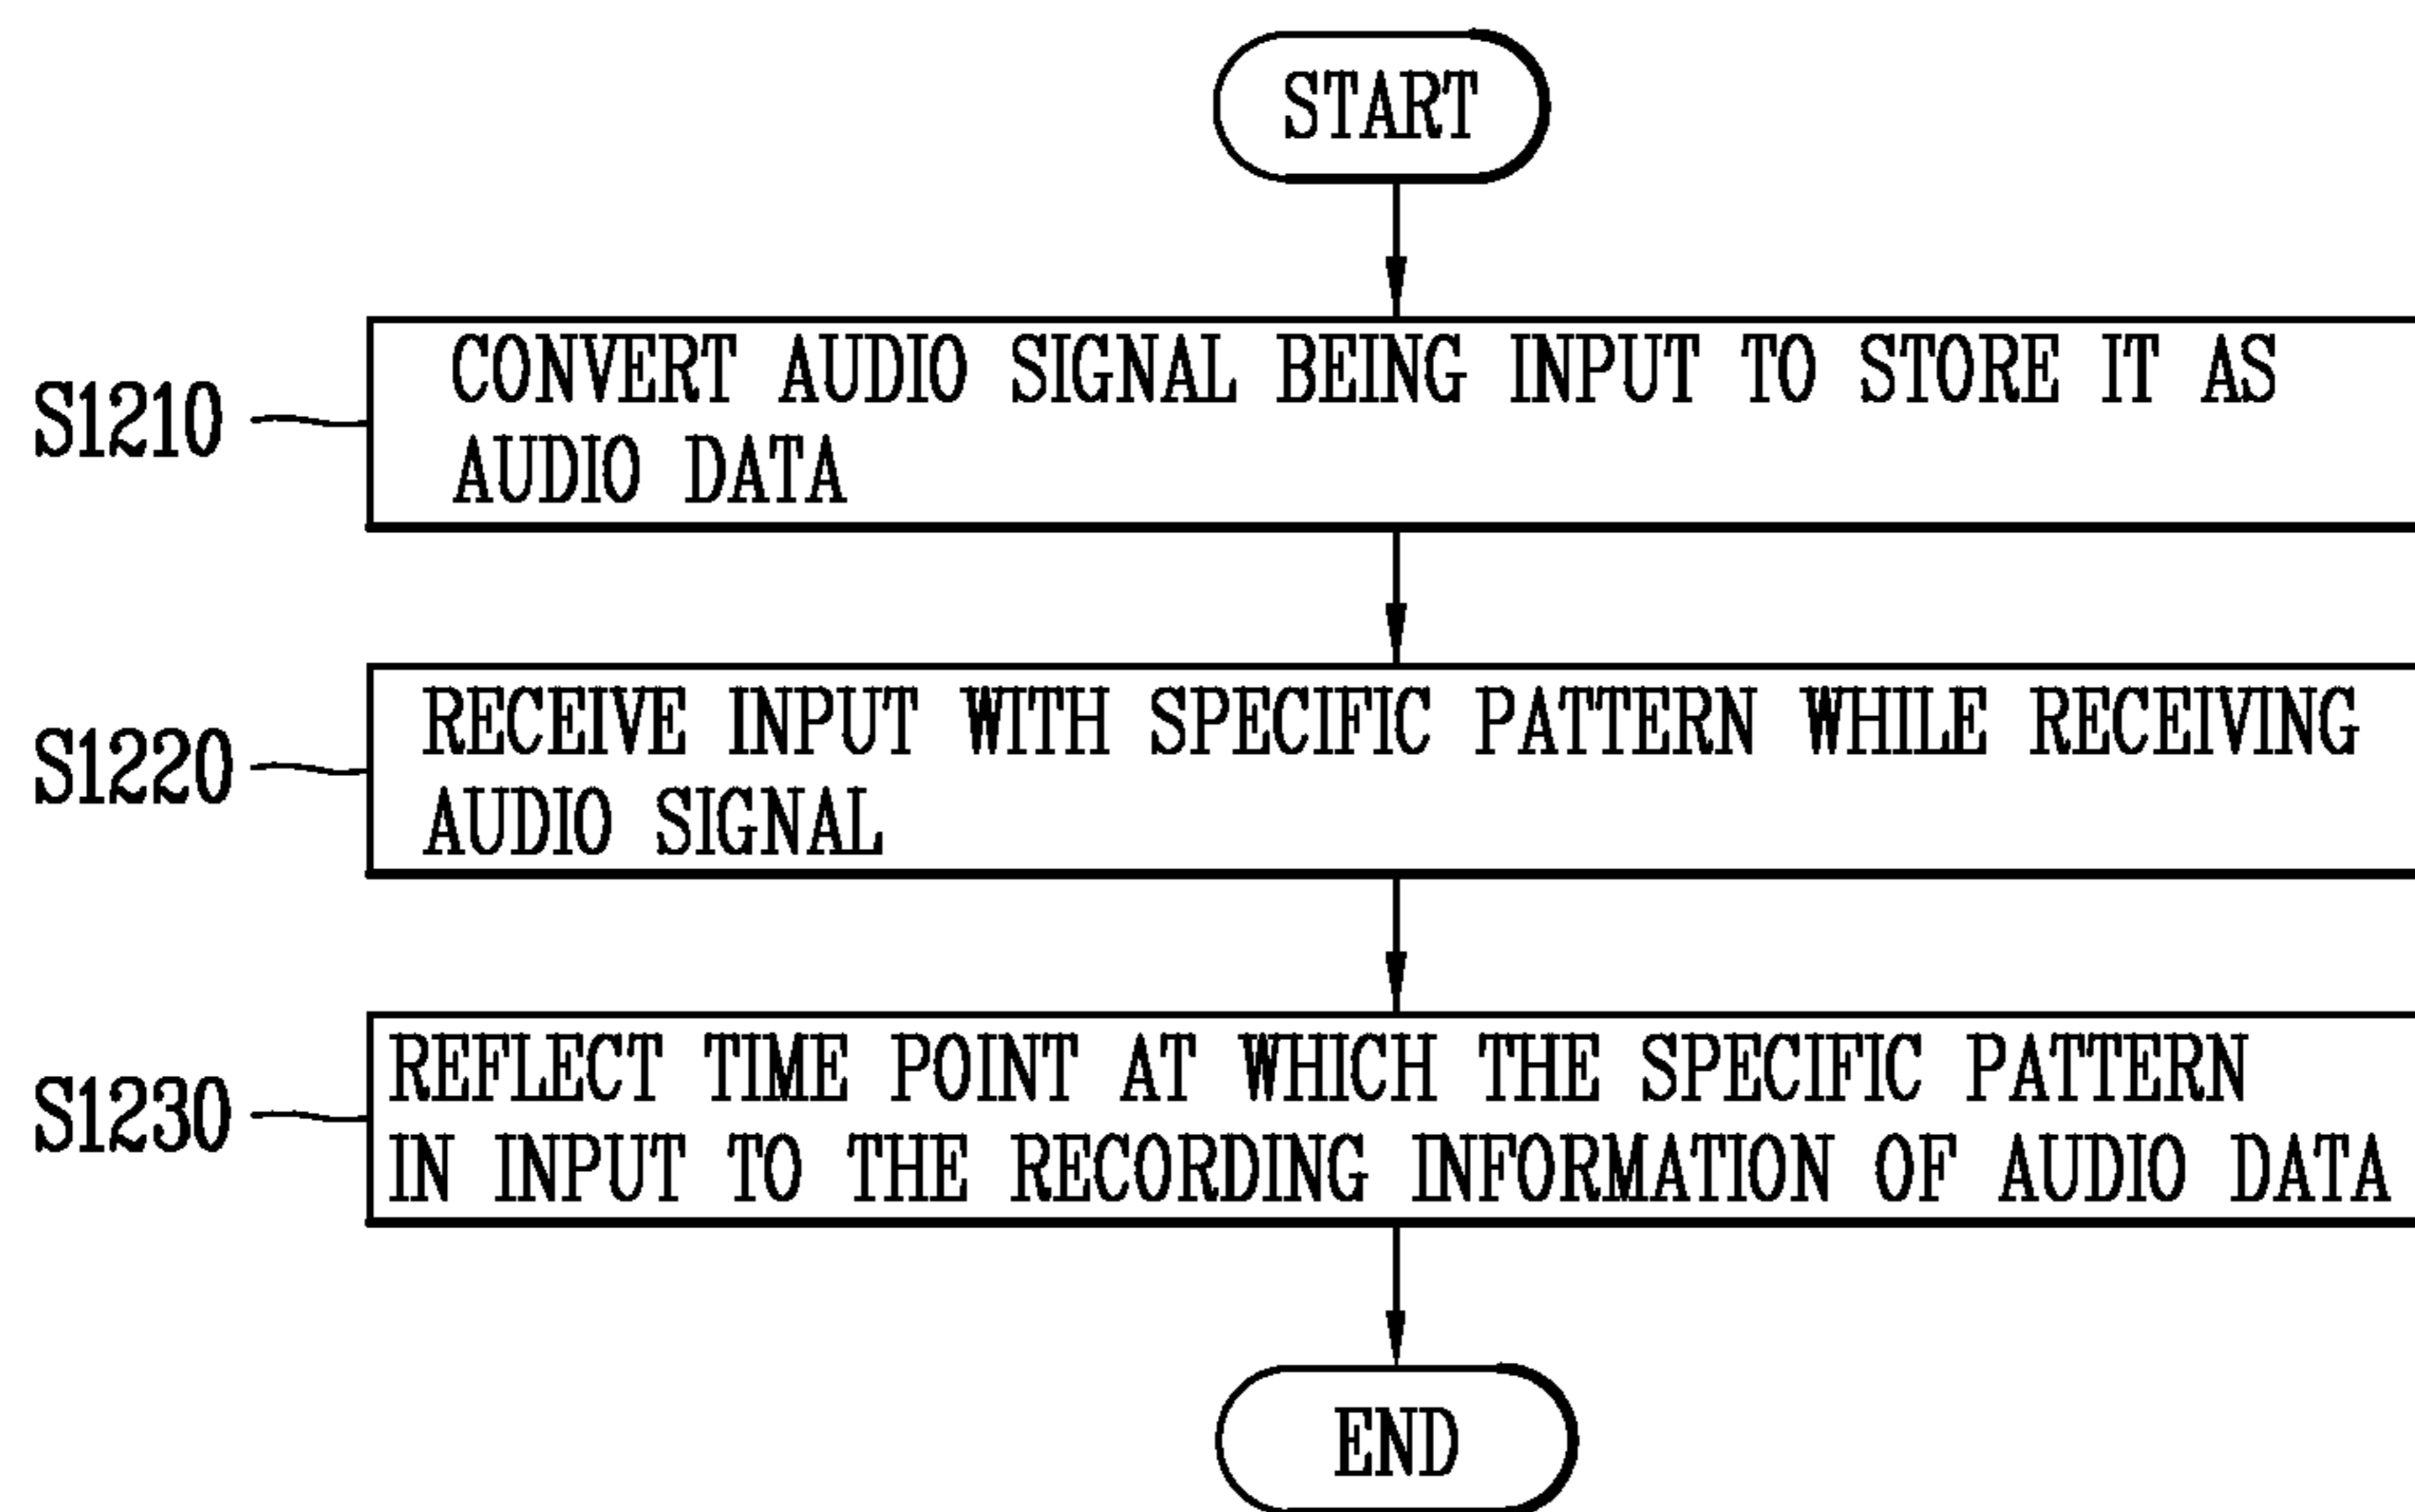 START
S1210
CONVERT AUDIO SIGNAL BEING INPUT TO STORE IT AS
AUDIO DATA
S1220
RECEIVE INPUT WITH SPECIFIC PATTERN WHILE RECEIVING
AUDIO SIGNAL
S1230
REFLECT TIME POINT AT WHICH THE SPECIFIC PATTERN
IN INPUT TO THE RECORDING INFORMATION OF AUDIO DATA
END